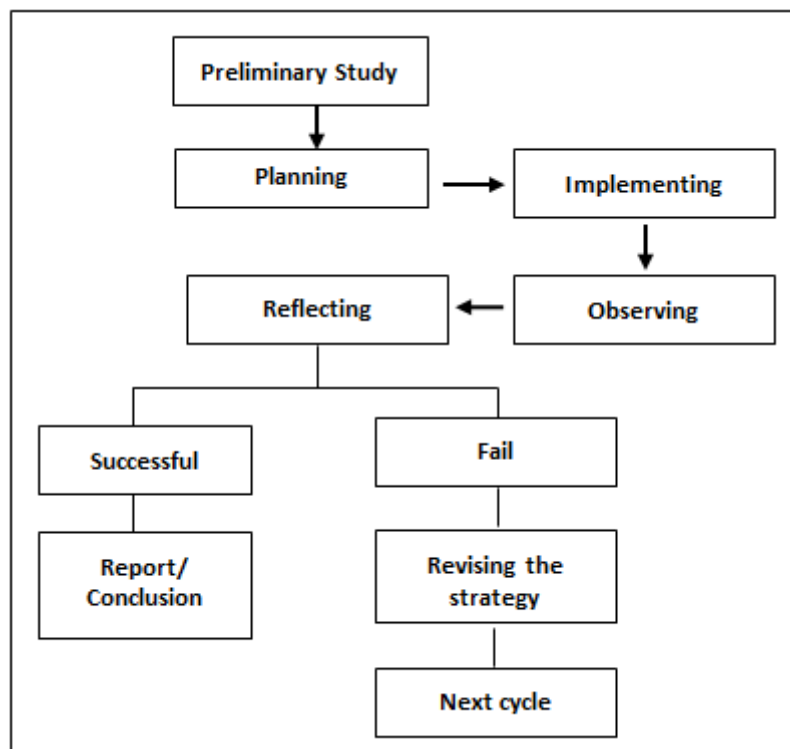 Preliminary Study
Planning
Implementing
Reflecting
Observing
Successful
Fail
Report/
Conclusion
Revising the
strategy
Next cycle